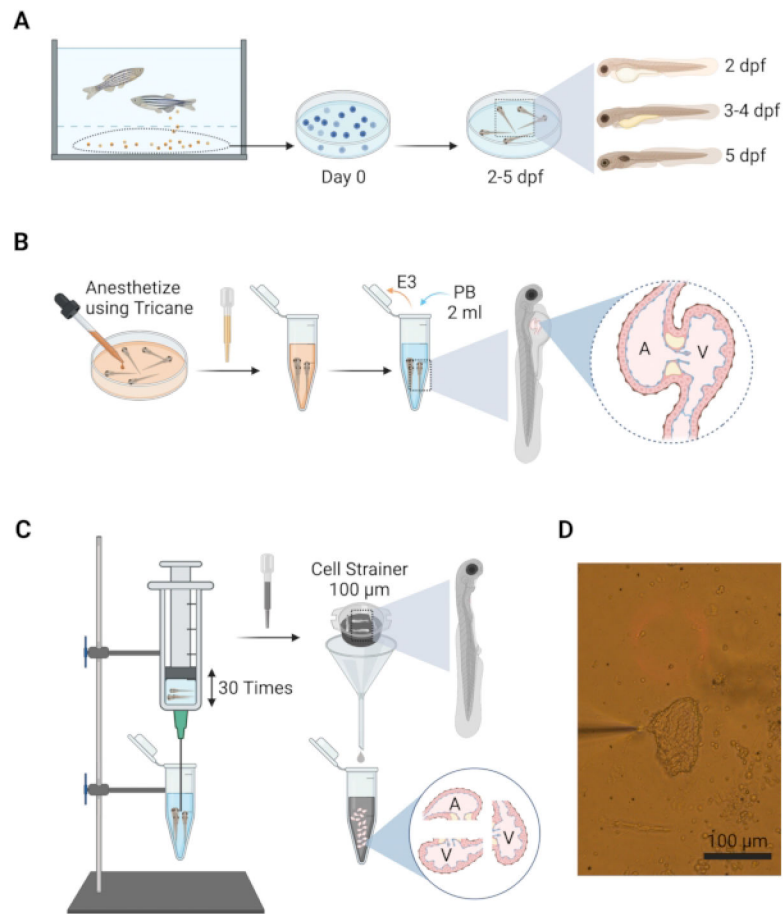 A
Day 0
2-5 dpf
2 dpf
3-4 dpf
5 dpf
B
Anesthetize
using Tricane
E3
PB
2 ml
A
V
C
30 Times
Cell Strainer
100 µm
A
V
V
D
100 µm